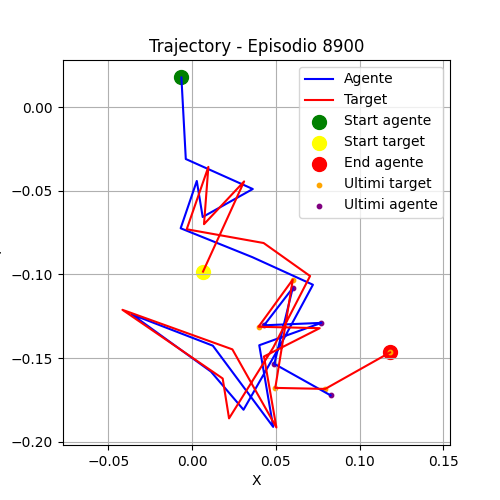 Trajectory - Episodio 8900
Agente
Target
Start agente
Start target
End agente
Ultimi target
Ultimi agente
0.00
−0.05
−0.10
−0.15
−0.20
−0.05
0.00
0.05
0.10
0.15
X